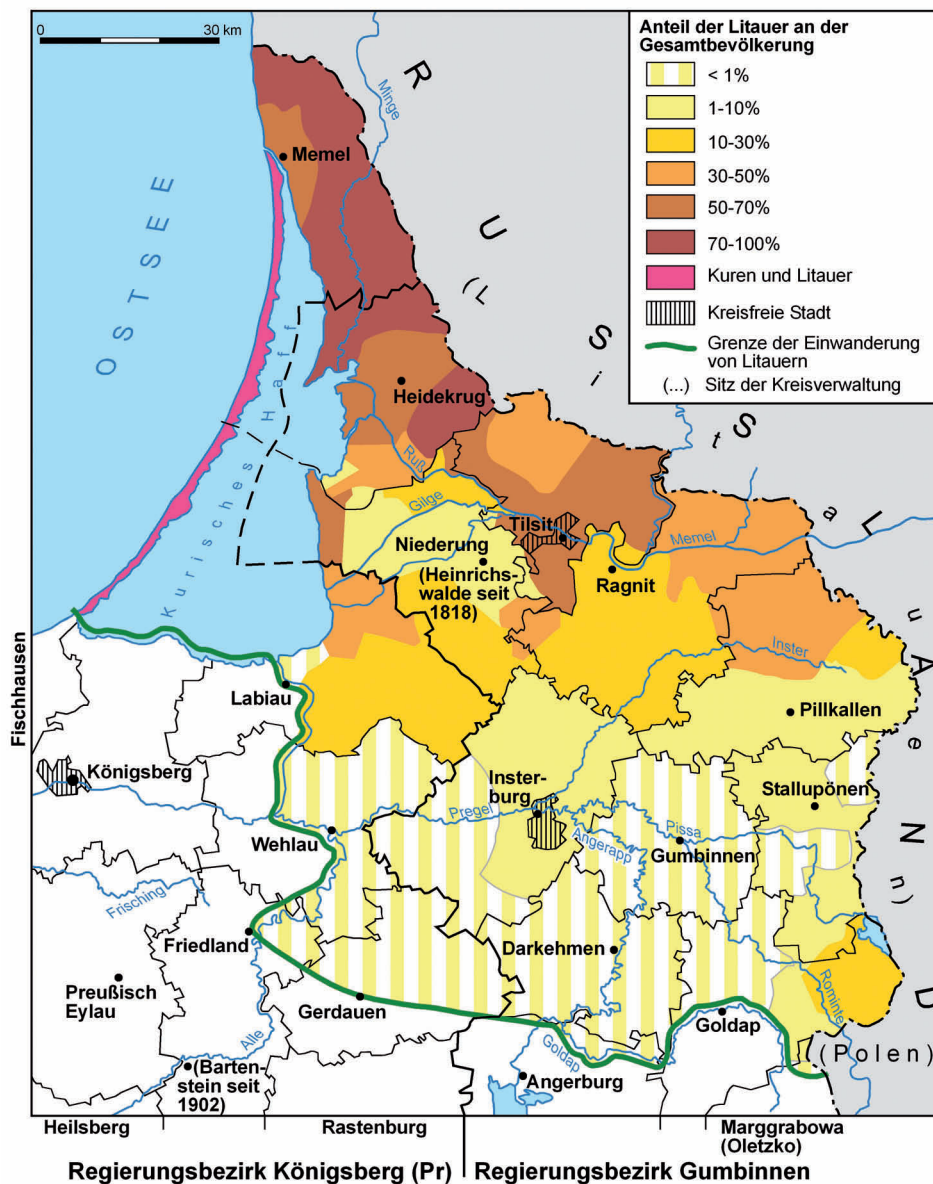 0 30 km
Anteil der Litauer an der
Gesamtbevölkerung
< 1%
1-10%
10-30%
30-50%
50-70%
70-100%
Kuren und Litauer
Kreisfreie Stadt
Grenze der Einwanderung
von Litauern
(...) Sitz der Kreisverwaltung
RUSSLAND
(Litauen)
(Polen)
OSTSEE
Kurisches Haff
Minge
Memel
Heidekrug
Ruß
Gilge
Tilsit
Memel
Niederung
(Heinrichs-
walde seit
1818)
Ragnit
Inster
Fischhausen
Labiau
Pillkallen
Königsberg
Inster-
burg
Stallupönen
Pregel
Wehlau
Angerapp
Pissa
Gumbinnen
Frisching
Friedland
Darkehmen
Preußisch
Eylau
Gerdauen
Rominte
Goldap
Alle
Goldap
(Barten-
stein seit
1902)
Angerburg
Heilsberg
Rastenburg
Marggrabowa
(Oletzko)
Regierungsbezirk Königsberg (Pr)
Regierungsbezirk Gumbinnen